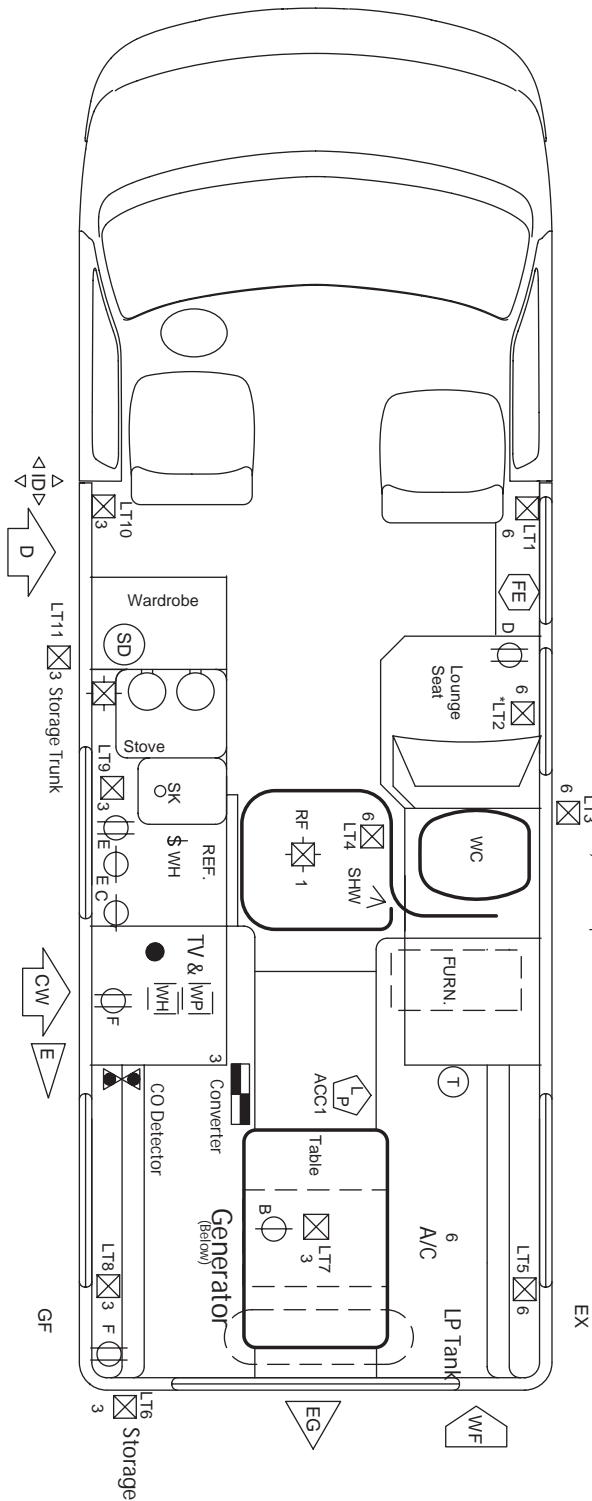 ID
D
LT10
3
LT1
6
FE
D
Wardrobe
SD
LT11
3 Storage Trunk
Lounge
Seat
6
*LT2
Stove
LT9
3
SK
6
LT3
E
$ WH
REF.
E C
RF
1
6
LT4
SHW
WC
TV &
WH
WP
F
CW
E
FURN.
CO Detector
3 Converter
L
P
ACC1
T
Table
B
LT7
3
Generator
(Below)
6
A/C
LT8
3
F
LT5
6
GF
EX
LP Tank
LT6
3
Storage
EG
WF